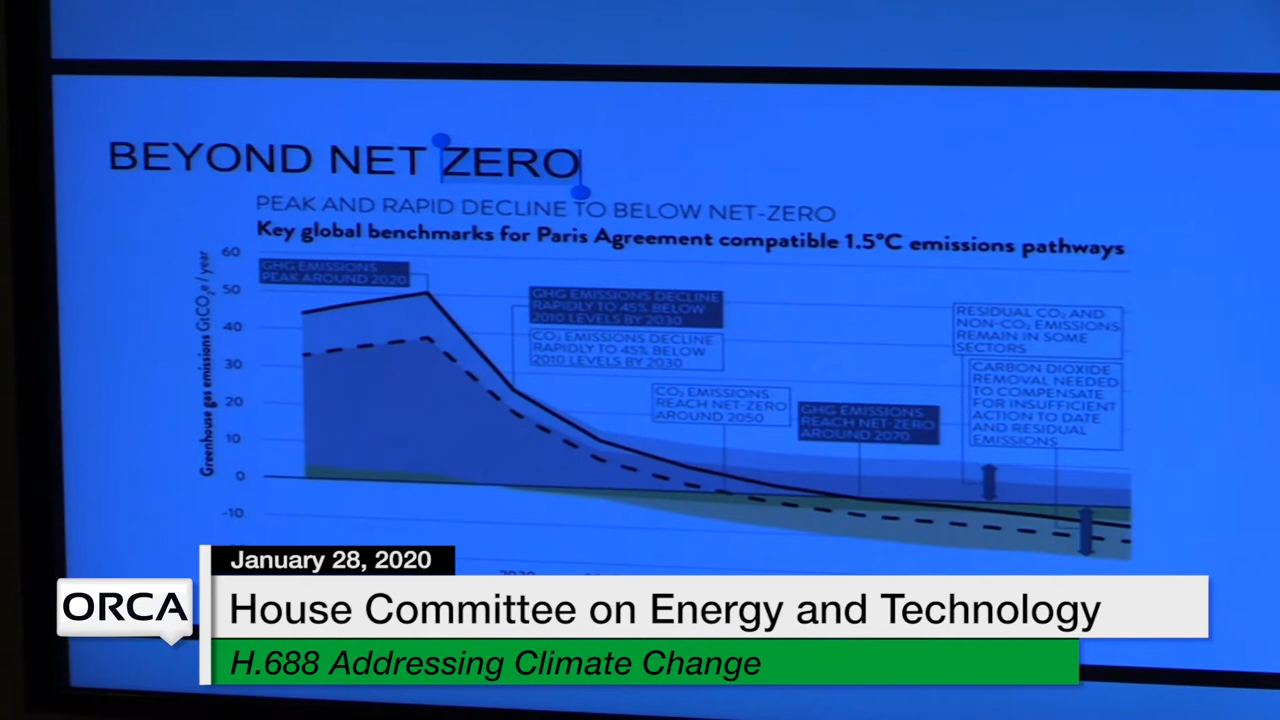 BEYOND NET ZERO
PEAK AND RAPID DECLINE TO BELOW NET-ZERO
Key global benchmarks for Paris Agreement compatible 1.5°C emissions pathways
Greenhouse gas emissions GtCO₂e / year
60
50
40
30
20
10
0
-10
GHG EMISSIONS
PEAK AROUND 2020
GHG EMISSIONS DECLINE
RAPIDLY TO 45% BELOW
2010 LEVELS BY 2030
CO₂ EMISSIONS DECLINE
RAPIDLY TO 45% BELOW
2010 LEVELS BY 2030
CO₂ EMISSIONS
REACH NET-ZERO
AROUND 2050
GHG EMISSIONS
REACH NET-ZERO
AROUND 2070
RESIDUAL CO₂ AND
NON-CO₂ EMISSIONS
REMAIN IN SOME
SECTORS
CARBON DIOXIDE
REMOVAL NEEDED
TO COMPENSATE
FOR INSUFFICIENT
ACTION TO DATE
AND RESIDUAL
EMISSIONS
January 28, 2020
ORCA
House Committee on Energy and Technology
H.688 Addressing Climate Change